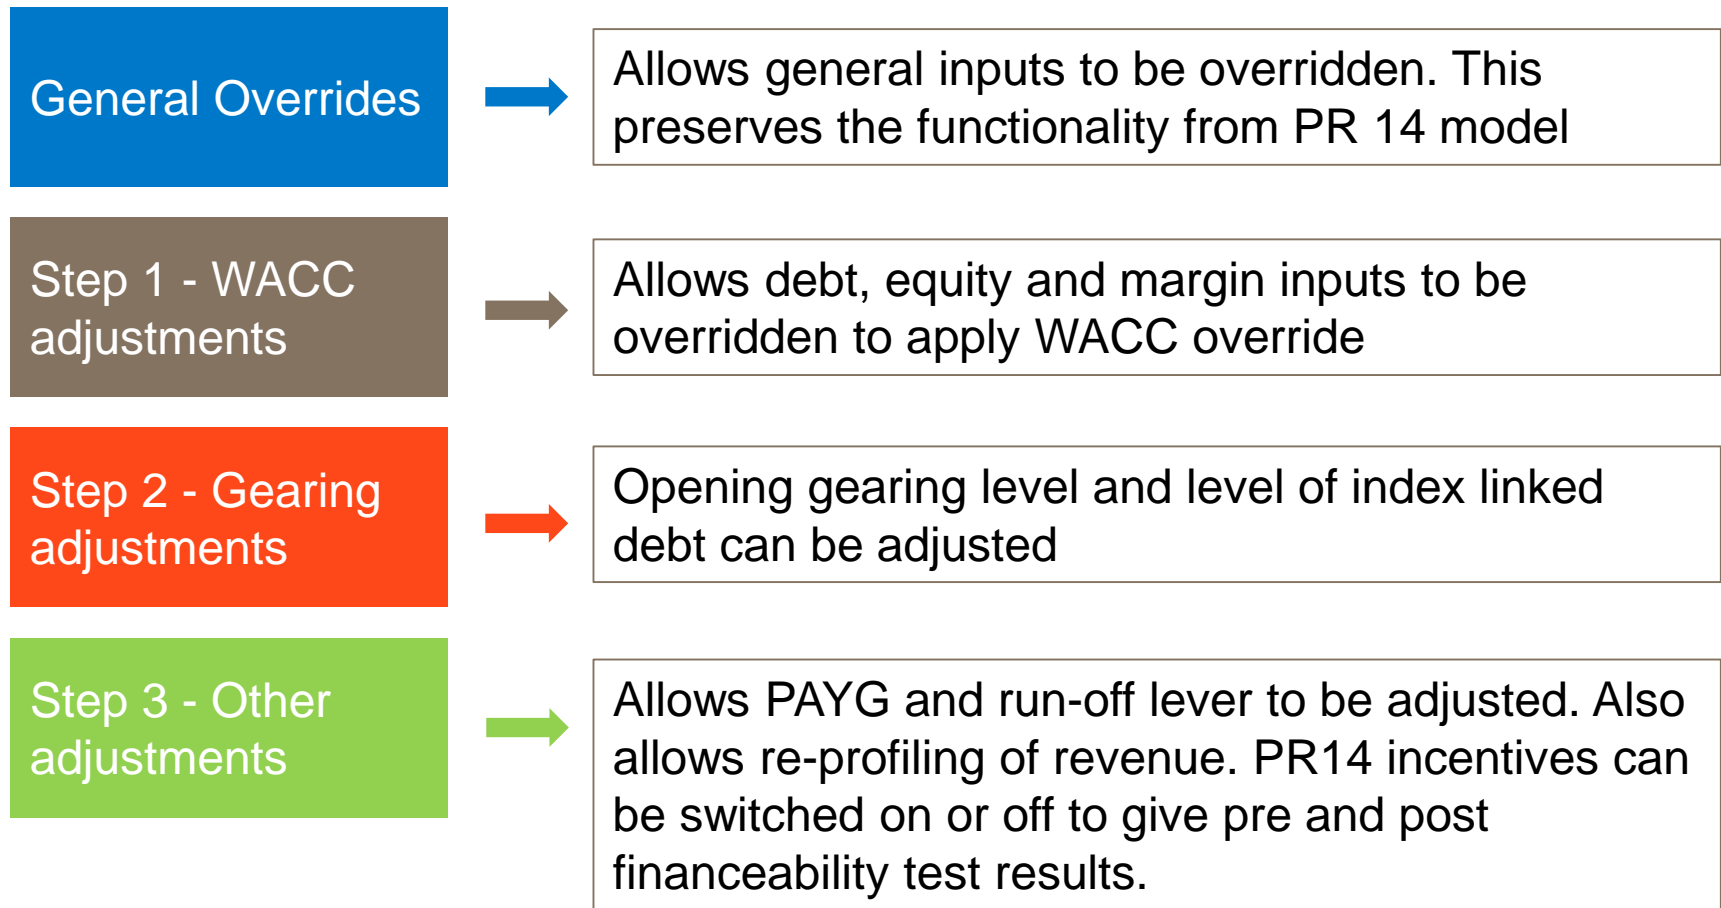 General Overrides
Allows general inputs to be overridden. This
preserves the functionality from PR 14 model
Step 1 - WACC
adjustments
Allows debt, equity and margin inputs to be
overridden to apply WACC override
Step 2 - Gearing
adjustments
Opening gearing level and level of index linked
debt can be adjusted
Step 3 - Other
adjustments
Allows PAYG and run-off lever to be adjusted. Also
allows re-profiling of revenue. PR14 incentives can
be switched on or off to give pre and post
financeability test results.